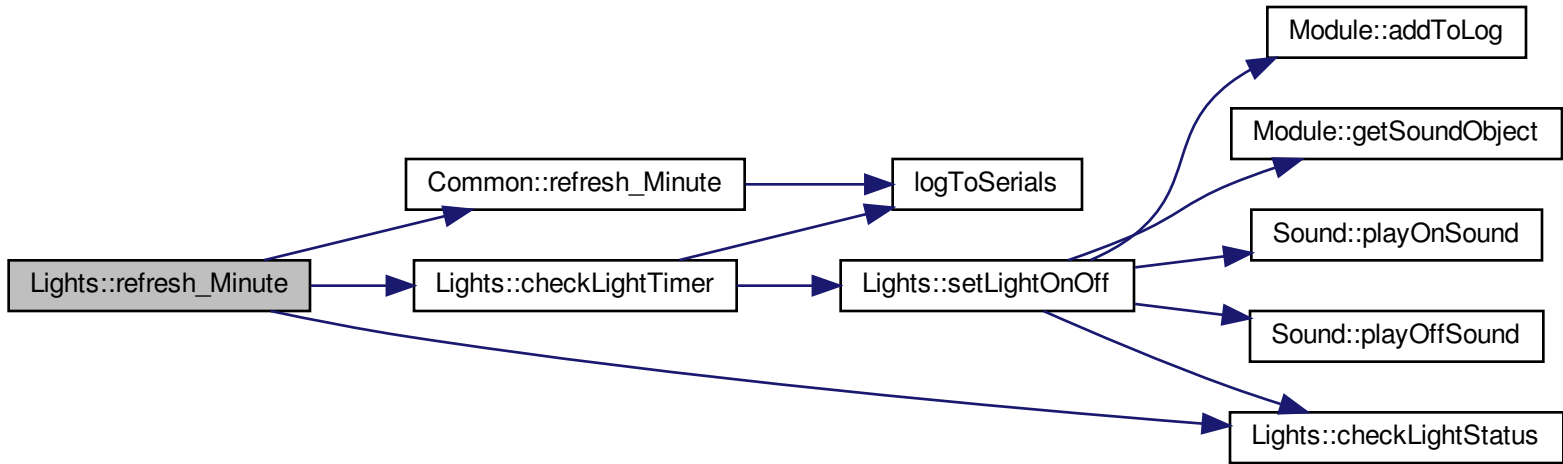 Module::addToLog
Module::getSoundObject
Common::refresh_Minute
logToSerials
Sound::playOnSound
Lights::refresh_Minute
Lights::checkLightTimer
Lights::setLightOnOff
Sound::playOffSound
Lights::checkLightStatus